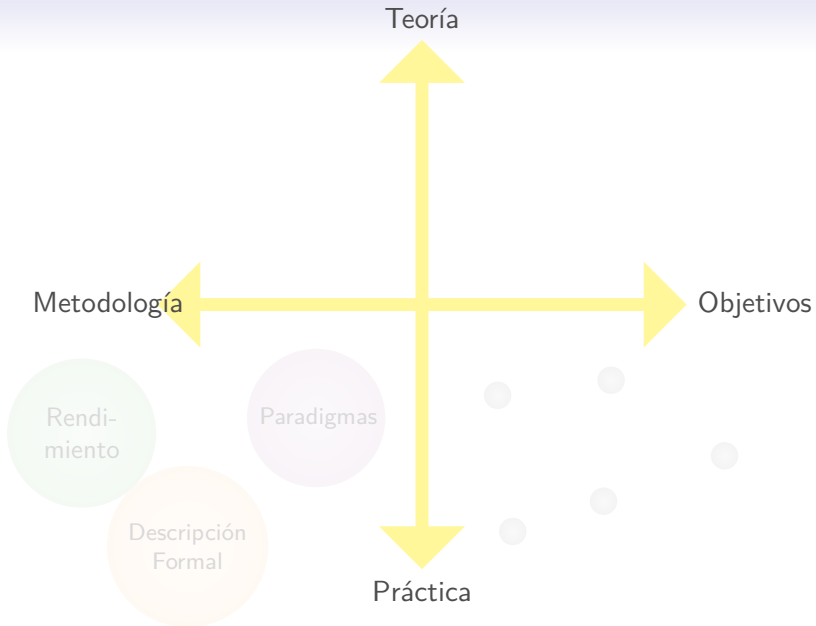 Teoría
Metodología
Objetivos
Rendi-
miento
Paradigmas
Descripción
Formal
Práctica